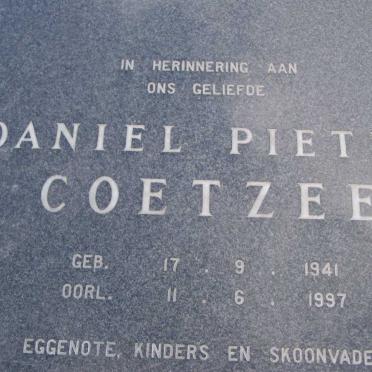 IN HERINNERING AAN
ONS GELIEFDE
DANIEL PIET
COETZEE
GEB. 17 . 9 . 1941
OORL. 11 . 6 . 1997
EGGENOTE, KINDERS EN SKOONVADE